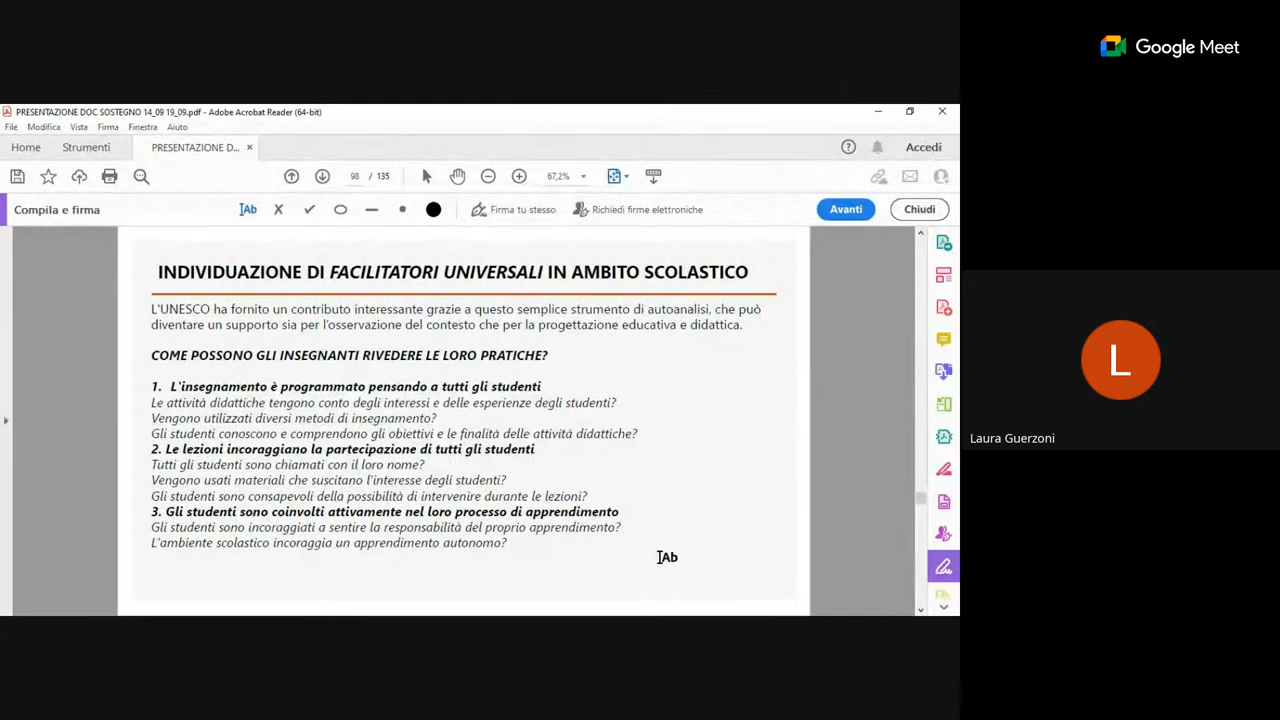 Google Meet
PRESENTAZIONE DOC SOSTEGNO 14_09 19_09.pdf - Adobe Acrobat Reader (64-bit)
File Modifica Vista Firma Finestra Aiuto
Home Strumenti PRESENTAZIONE D... × Accedi
98 / 135 67,2%
Compila e firma Ab Firma tu stesso Richiedi firme elettroniche Avanti Chiudi
INDIVIDUAZIONE DI FACILITATORI UNIVERSALI IN AMBITO SCOLASTICO
L'UNESCO ha fornito un contributo interessante grazie a questo semplice strumento di autoanalisi, che può
diventare un supporto sia per l'osservazione del contesto che per la progettazione educativa e didattica.
COME POSSONO GLI INSEGNANTI RIVEDERE LE LORO PRATICHE?
1. L'insegnamento è programmato pensando a tutti gli studenti
Le attività didattiche tengono conto degli interessi e delle esperienze degli studenti?
Vengono utilizzati diversi metodi di insegnamento?
Gli studenti conoscono e comprendono gli obiettivi e le finalità delle attività didattiche?
2. Le lezioni incoraggiano la partecipazione di tutti gli studenti
Tutti gli studenti sono chiamati con il loro nome?
Vengono usati materiali che suscitano l'interesse degli studenti?
Gli studenti sono consapevoli della possibilità di intervenire durante le lezioni?
3. Gli studenti sono coinvolti attivamente nel loro processo di apprendimento
Gli studenti sono incoraggiati a sentire la responsabilità del proprio apprendimento?
L'ambiente scolastico incoraggia un apprendimento autonomo?
Ab
L
Laura Guerzoni